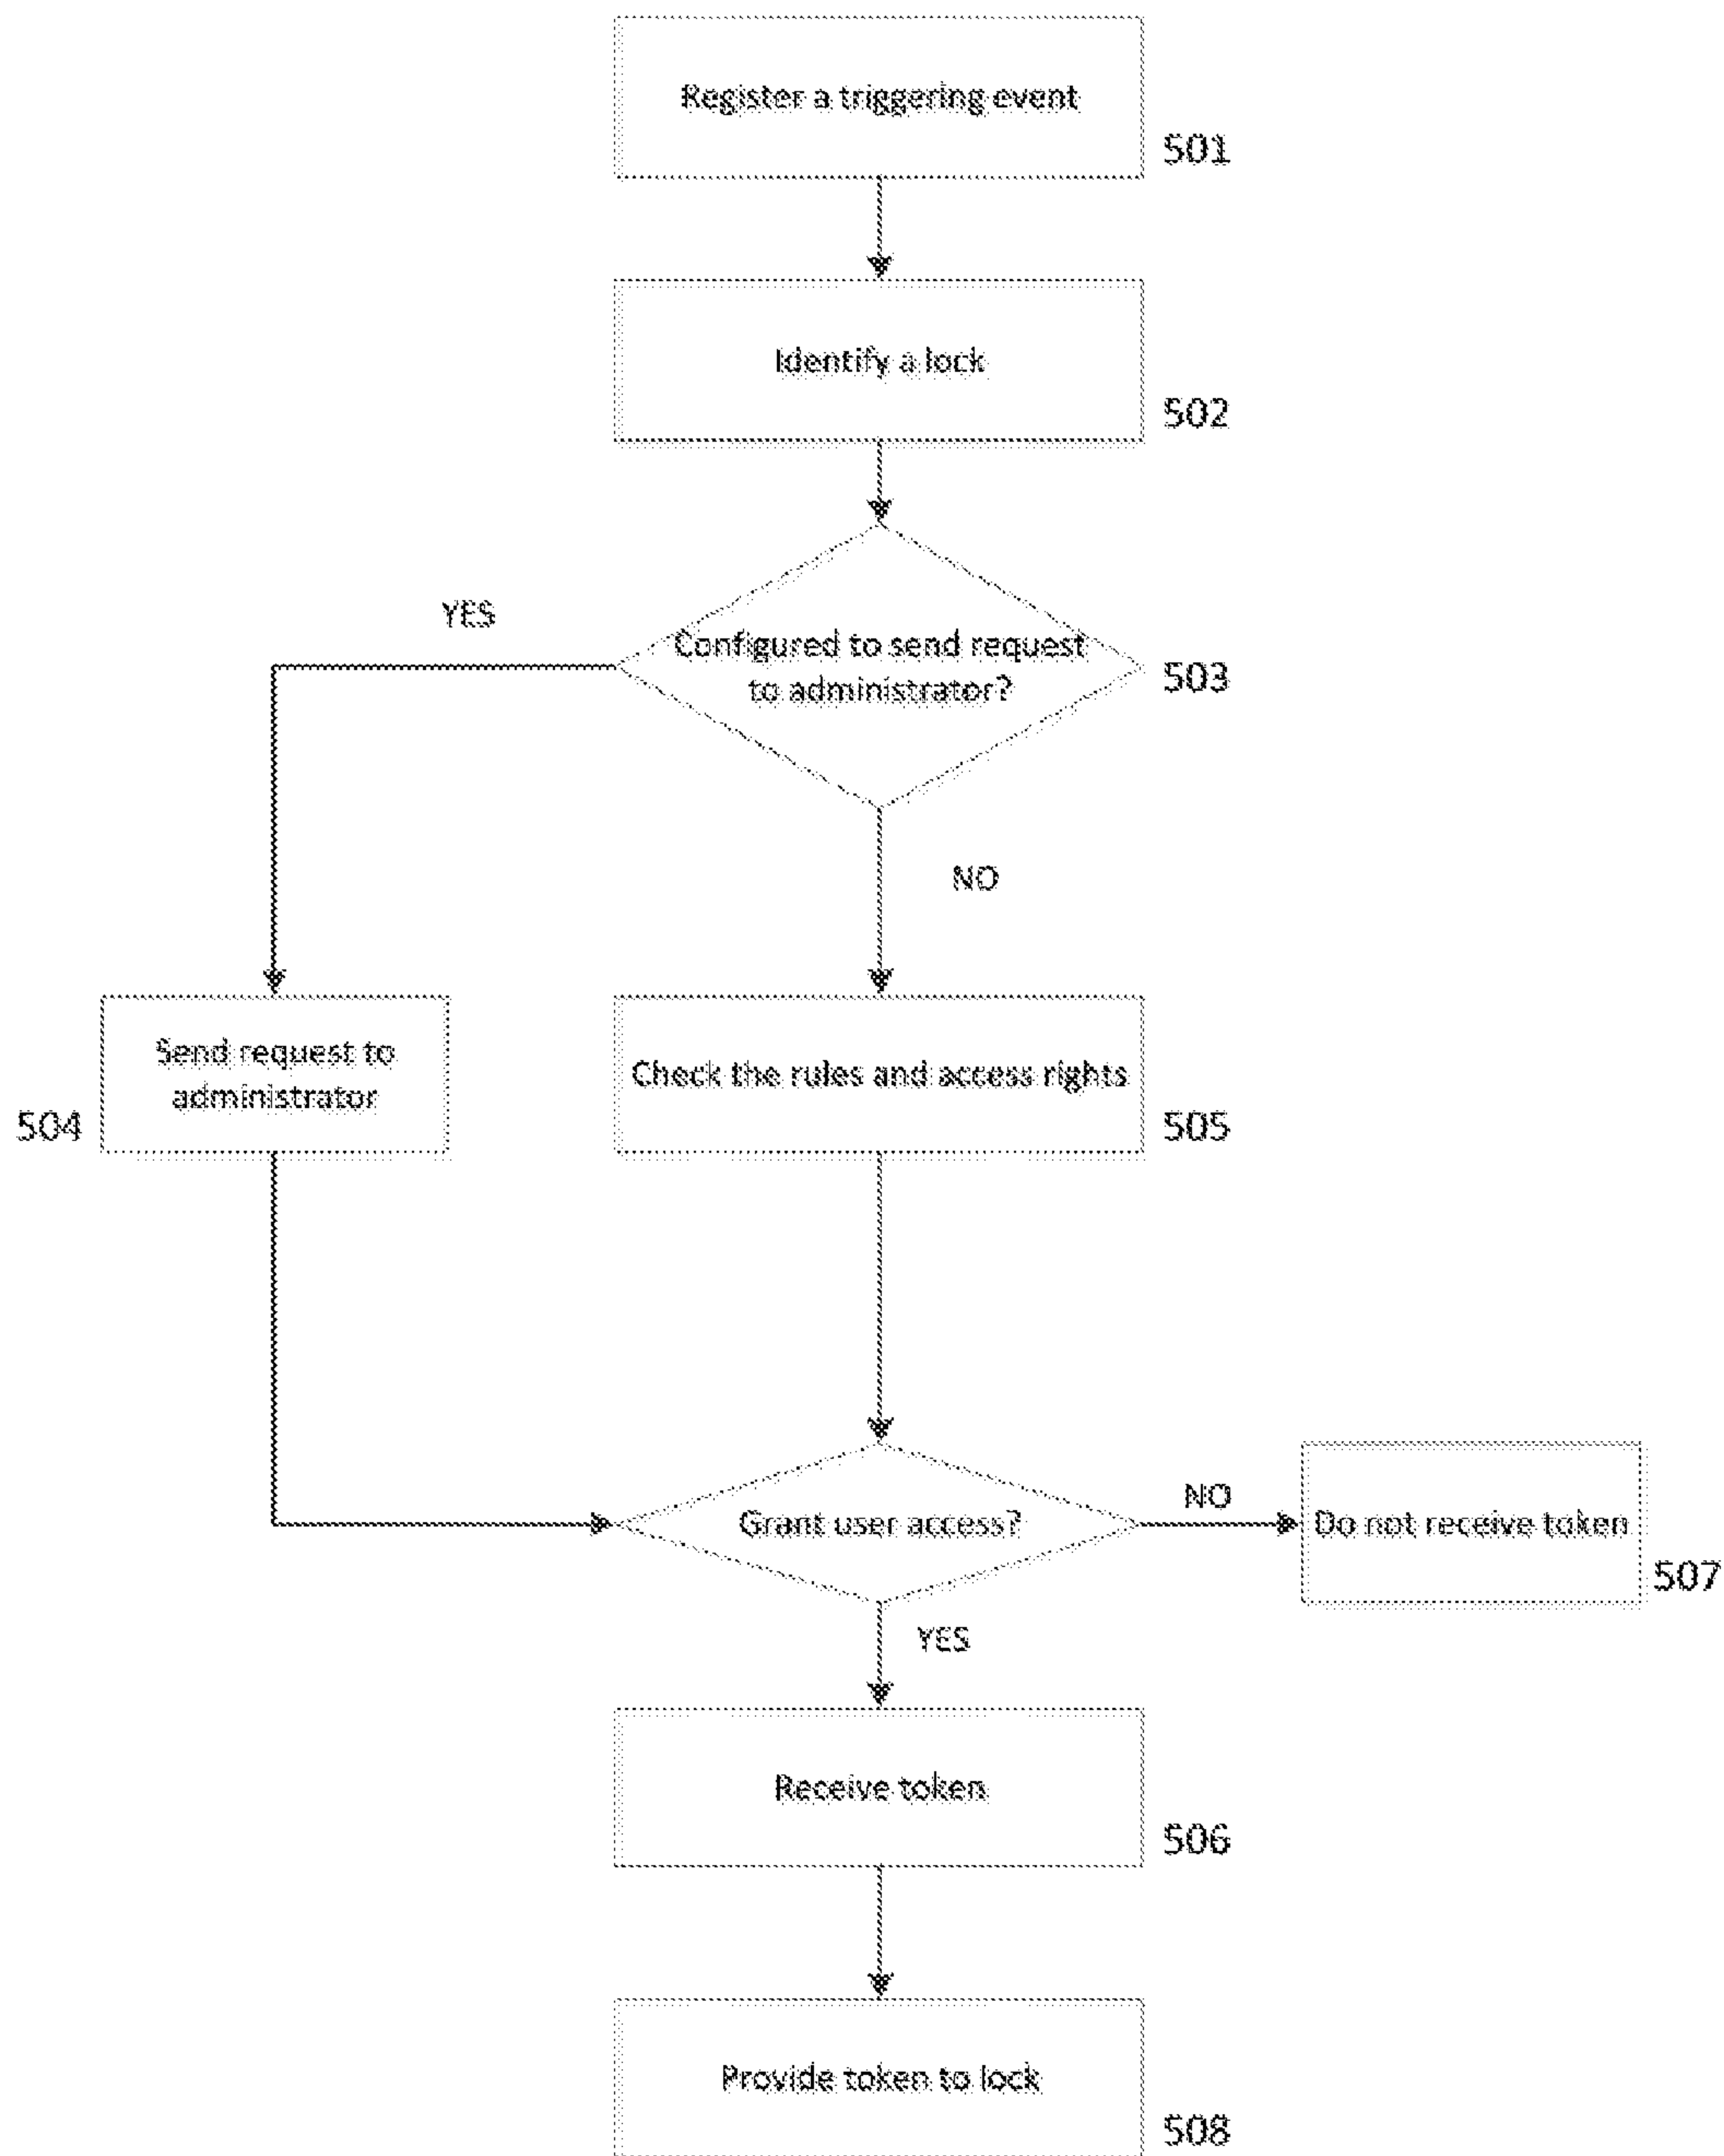 Register a triggering event
501
Identify a lock
502
YES
Configured to send request
to administrator?
503
NO
Send request to
administrator
504
Check the rules and access rights
505
Grant user access?
NO
Do not receive token
507
YES
Receive token
506
Provide token to lock
508